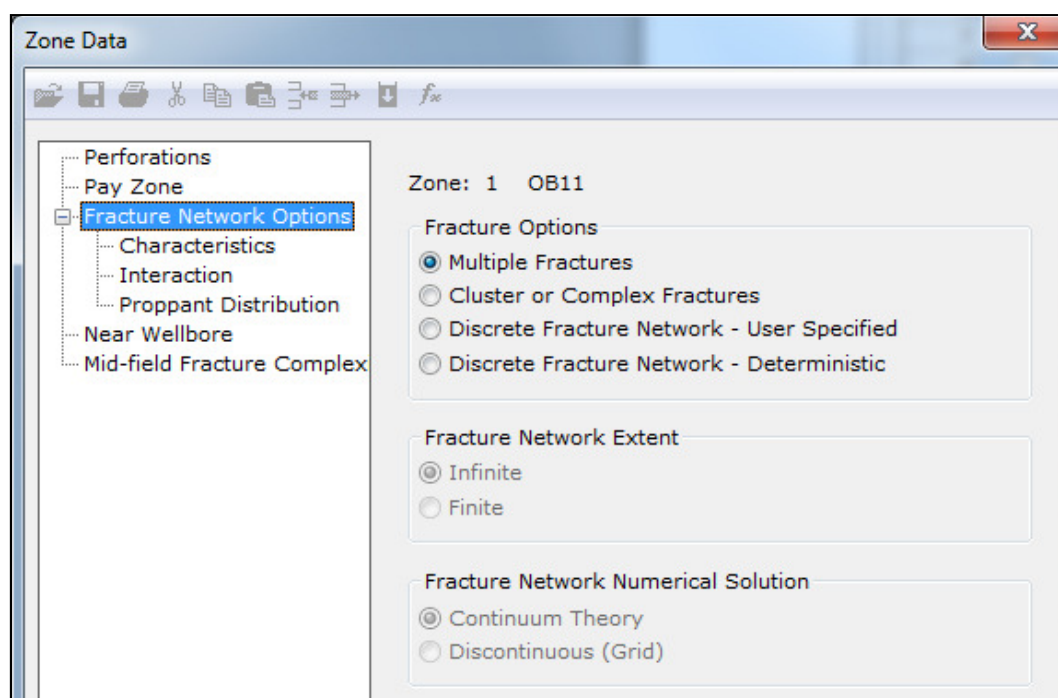 Zone Data
Perforations
Pay Zone
Fracture Network Options
Characteristics
Interaction
Proppant Distribution
Near Wellbore
Mid-field Fracture Complex
Zone: 1 OB11
Fracture Options
Multiple Fractures
Cluster or Complex Fractures
Discrete Fracture Network - User Specified
Discrete Fracture Network - Deterministic
Fracture Network Extent
Infinite
Finite
Fracture Network Numerical Solution
Continuum Theory
Discontinuous (Grid)